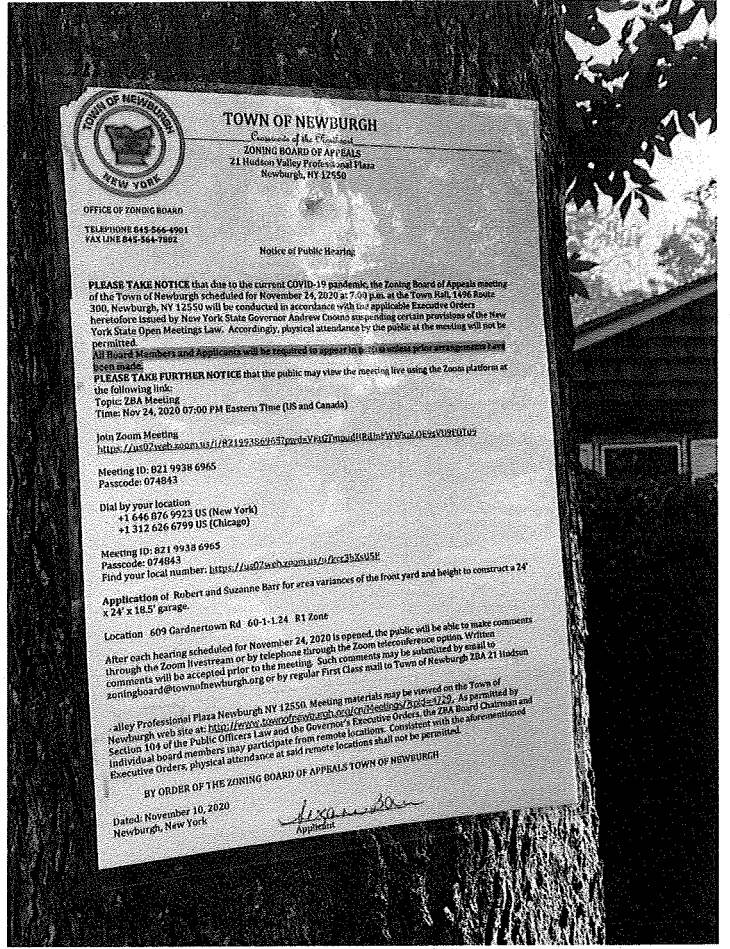 TOWN OF NEWBURGH
NEW YORK
TOWN OF NEWBURGH
Crossroads of the Northeast
ZONING BOARD OF APPEALS
21 Hudson Valley Professional Plaza
Newburgh, NY 12550
OFFICE OF ZONING BOARD
TELEPHONE 845-566-4901
FAX LINE 845-564-7802
Notice of Public Hearing
PLEASE TAKE NOTICE that due to the current COVID-19 pandemic, the Zoning Board of Appeals meeting
of the Town of Newburgh scheduled for November 24, 2020 at 7:00 p.m. at the Town Hall, 1496 Route
300, Newburgh, NY 12550 will be conducted in accordance with the applicable Executive Orders
heretofore issued by New York State Governor Andrew Cuomo suspending certain provisions of the New
York State Open Meetings Law. Accordingly, physical attendance by the public at the meeting will not be
permitted.
All Board Members and Applicants will be required to appear in unless prior arrangements have
been made.
PLEASE TAKE FURTHER NOTICE that the public may view the meeting live using the Zoom platform at
the following link:
Topic: ZBA Meeting
Time: Nov 24, 2020 07:00 PM Eastern Time (US and Canada)
Join Zoom Meeting
Meeting ID: 821 9938 6965
Passcode: 074843
Dial by your location
+1 646 876 9923 US (New York)
+1 312 626 6799 US (Chicago)
Meeting ID: 821 9938 6965
Passcode: 074843
Find your local number:
Application of Robert and Suzanne Barr for area variances of the front yard and height to construct a 24'
x 24' x 18.5' garage.
Location 609 Gardnertown Rd 60-1-1.24 R1 Zone
After each hearing scheduled for November 24, 2020 is opened, the public will be able to make comments
through the Zoom livestream or by telephone through the Zoom teleconference option. Written
comments will be accepted prior to the meeting. Such comments may be submitted by email to
zoningboard@townofnewburgh.org or by regular First Class mail to Town of Newburgh ZBA 21 Hudson
alley Professional Plaza Newburgh NY 12550. Meeting materials may be viewed on the Town of
Newburgh web site at: http://www.townofnewburgh.org/cn/Meetings/?tpid=4729. As permitted by
Section 104 of the Public Officers Law and the Governor's Executive Orders, the ZBA Board Chairman and
individual board members may participate from remote locations. Consistent with the aforementioned
Executive Orders, physical attendance at said remote locations shall not be permitted.
BY ORDER OF THE ZONING BOARD OF APPEALS TOWN OF NEWBURGH
Dated: November 10, 2020
Newburgh, New York
Applicant